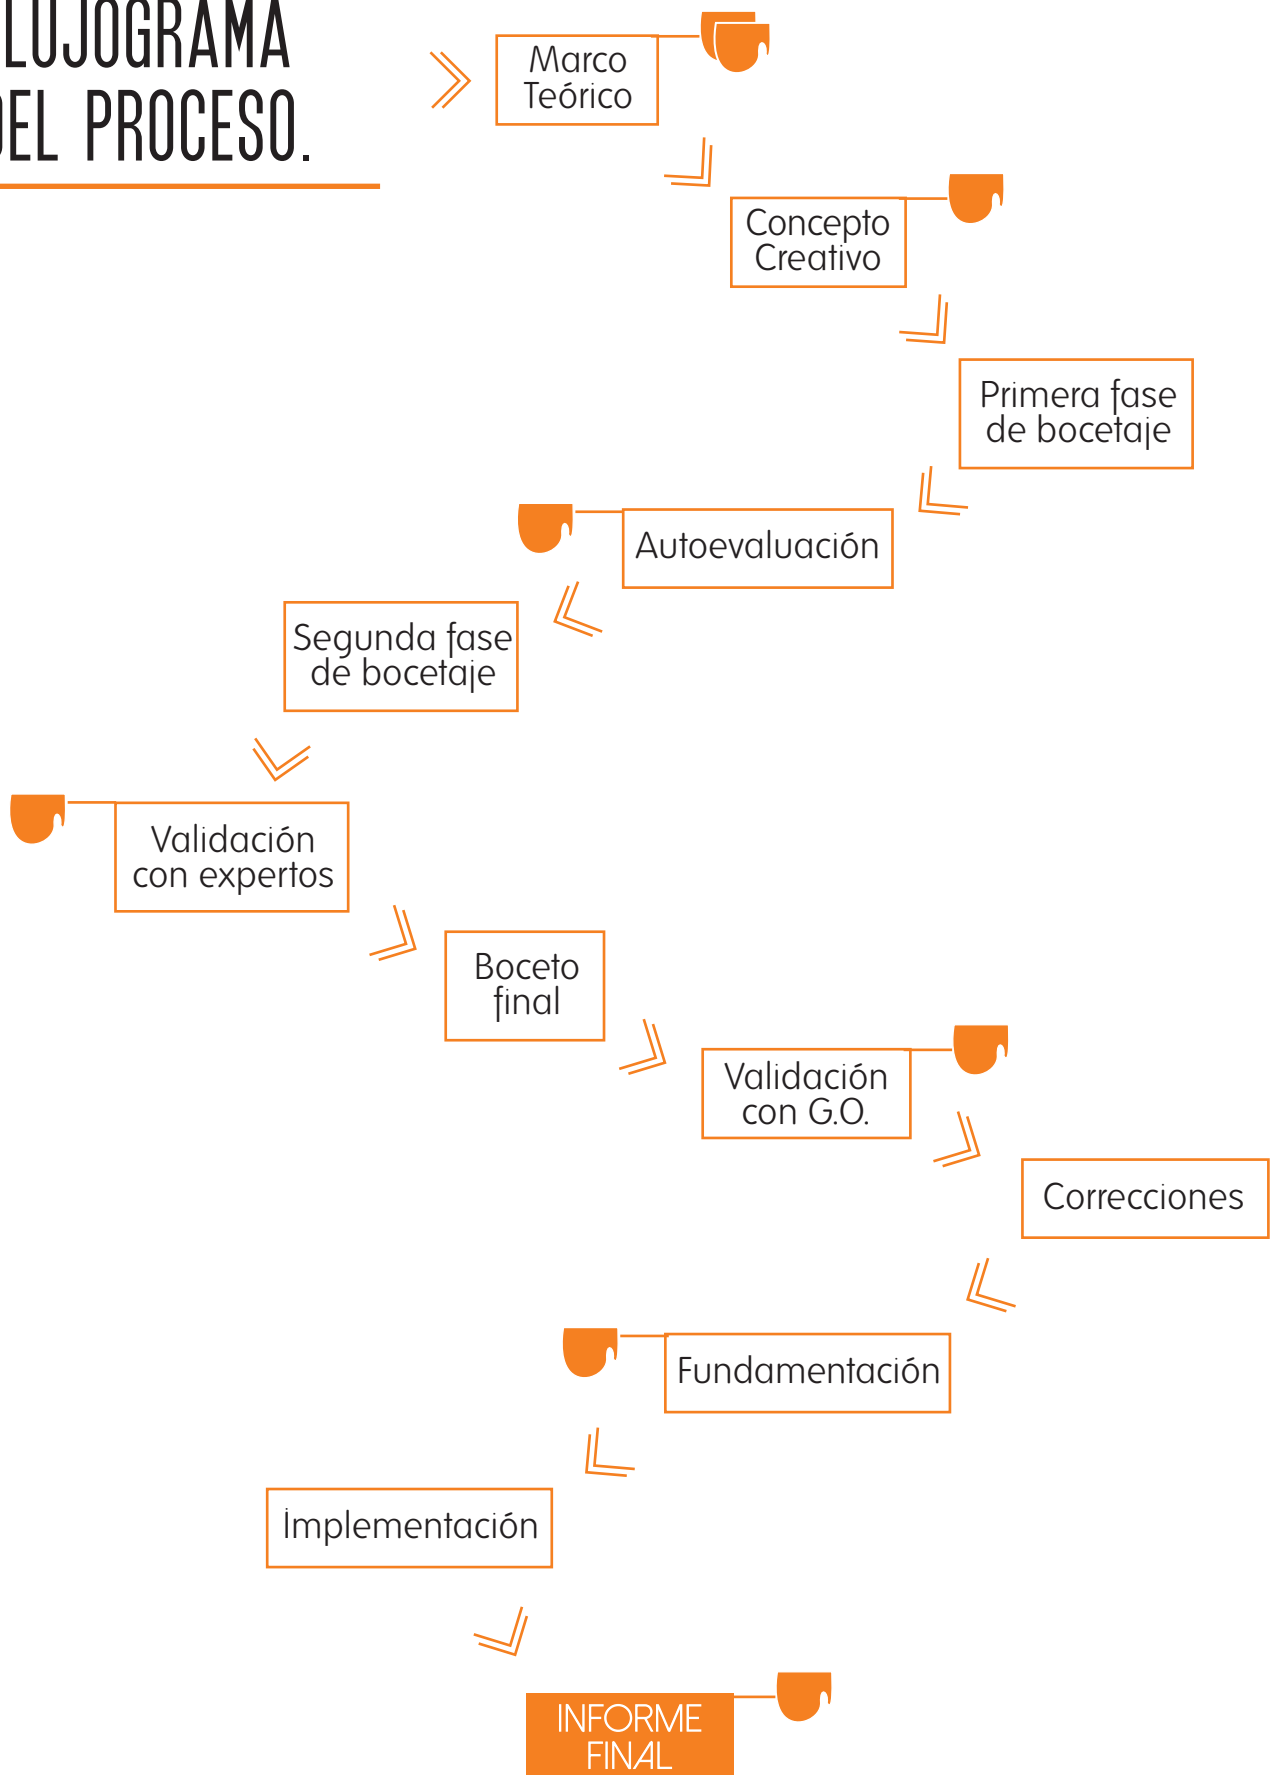 LUJOGRAMA
DEL PROCESO.
Marco
Teórico
Concepto
Creativo
Primera fase
de bocetaje
Autoevaluación
Segunda fase
de bocetaje
Validación
con expertos
Boceto
final
Validación
con G.O.
Correcciones
Fundamentación
Implementación
INFORME
FINAL